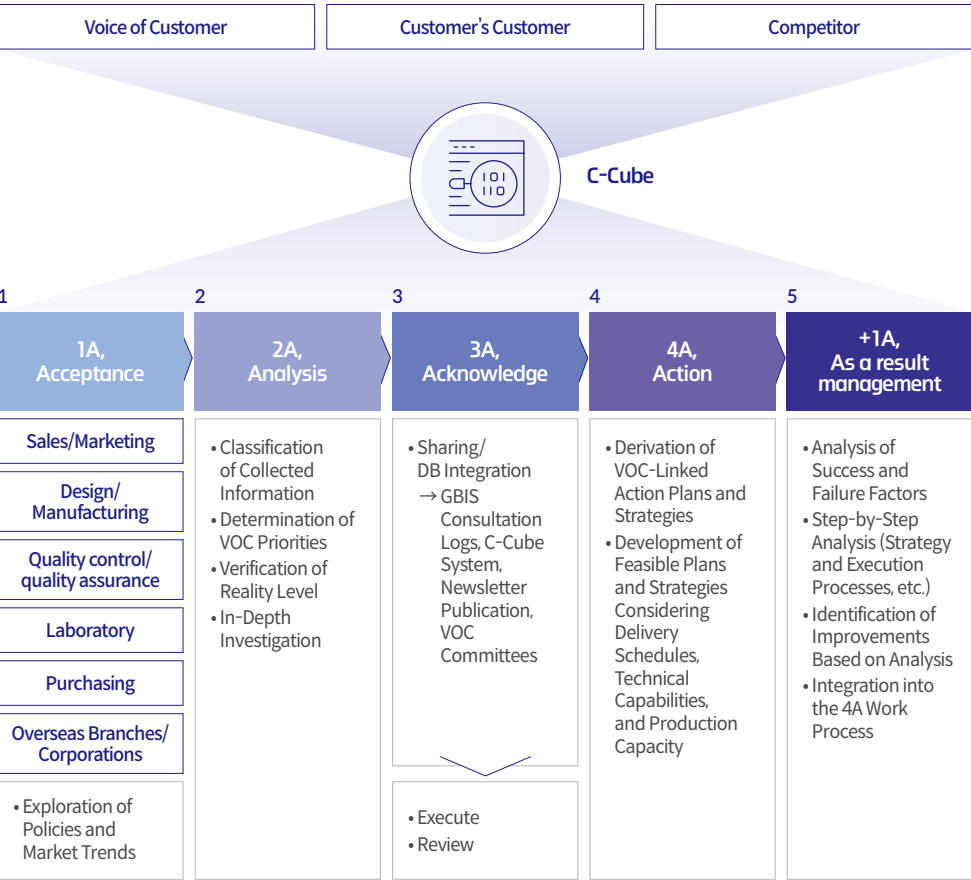 Voice of Customer
Customer's Customer
Competitor
101
110
C-Cube
1
2
3
4
5
1A,
Acceptance
2A,
Analysis
3A,
Acknowledge
4A,
Action
+1A,
As a result
management
Sales/Marketing
Design/
Manufacturing
Quality control/
quality assurance
Laboratory
Purchasing
Overseas Branches/
Corporations
• Exploration of
Policies and
Market Trends
• Classification
of Collected
Information
• Determination of
VOC Priorities
• Verification of
Reality Level
• In-Depth
Investigation
• Sharing/
DB Integration
→ GBIS
Consultation
Logs, C-Cube
System,
Newsletter
Publication,
VOC
Committees
• Execute
• Review
• Derivation of
VOC-Linked
Action Plans and
Strategies
• Development of
Feasible Plans
and Strategies
Considering
Delivery
Schedules,
Technical
Capabilities,
and Production
Capacity
• Analysis of
Success and
Failure Factors
• Step-by-Step
Analysis (Strategy
and Execution
Processes, etc.)
• Identification of
Improvements
Based on Analysis
• Integration into
the 4A Work
Process